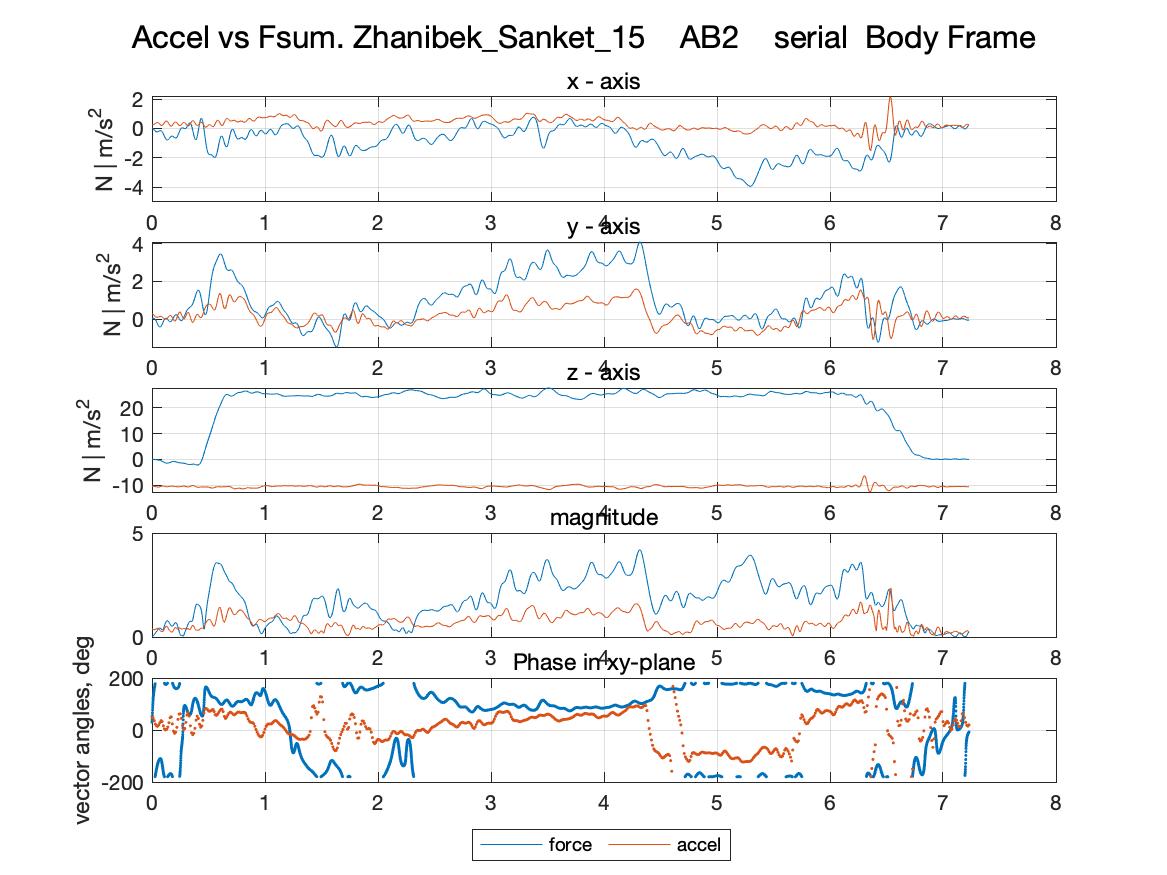 Accel vs Fsum. Zhanibek_Sanket_15 AB2 serial Body Frame
x - axis
N | m/s2
2
0
-2
-4
0 1 2 3 4 5 6 7 8
y - axis
N | m/s2
4
2
0
0 1 2 3 4 5 6 7 8
z - axis
N | m/s2
20
10
0
-10
0 1 2 3 4 5 6 7 8
magnitude
5
0
0 1 2 3 4 5 6 7 8
Phase in xy-plane
vector angles, deg
200
0
-200
0 1 2 3 4 5 6 7 8
force accel